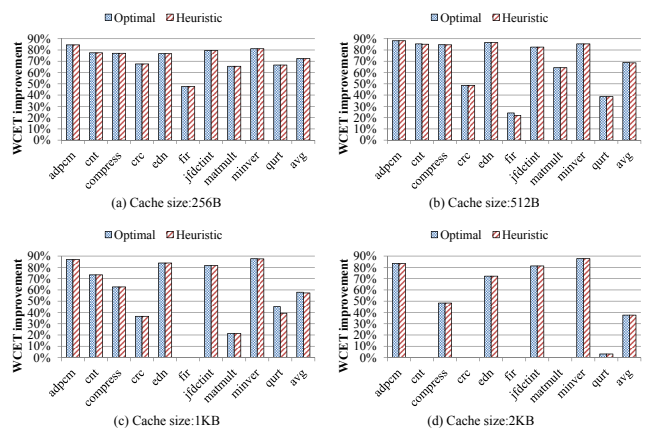 Optimal Heuristic
WCET improvement
90%
80%
70%
60%
50%
40%
30%
20%
10%
0%
adpcm cnt compress crc edn fir jfdctint matmult minver qurt avg
(a) Cache size:256B
Optimal Heuristic
WCET improvement
90%
80%
70%
60%
50%
40%
30%
20%
10%
0%
adpcm cnt compress crc edn fir jfdctint matmult minver qurt avg
(b) Cache size:512B
Optimal Heuristic
WCET improvement
90%
80%
70%
60%
50%
40%
30%
20%
10%
0%
adpcm cnt compress crc edn fir jfdctint matmult minver qurt avg
(c) Cache size:1KB
Optimal Heuristic
WCET improvement
90%
80%
70%
60%
50%
40%
30%
20%
10%
0%
adpcm cnt compress crc edn fir jfdctint matmult minver qurt avg
(d) Cache size:2KB